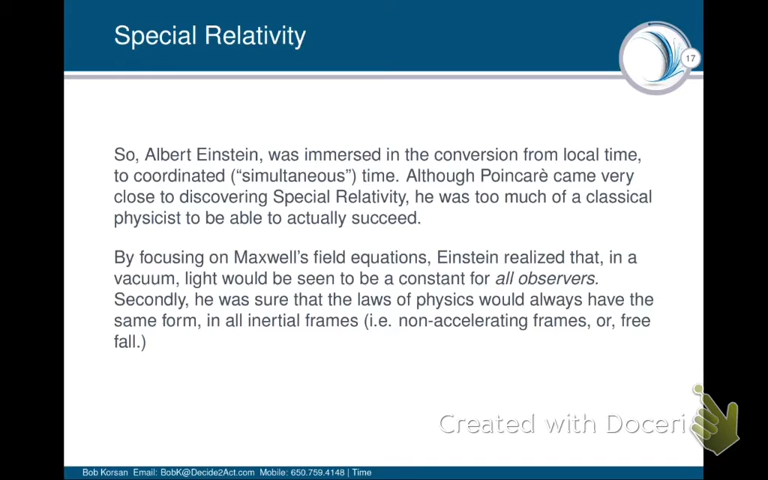 Special Relativity
17
So, Albert Einstein, was immersed in the conversion from local time,
to coordinated (“simultaneous”) time. Although Poincarè came very
close to discovering Special Relativity, he was too much of a classical
physicist to be able to actually succeed.
By focusing on Maxwell’s field equations, Einstein realized that, in a
vacuum, light would be seen to be a constant for all observers.
Secondly, he was sure that the laws of physics would always have the
same form, in all inertial frames (i.e. non-accelerating frames, or, free
fall.)
Created with Doceri
Bob Korsan Email: BobK@Decide2Act.com Mobile: 650.759.4148 | Time